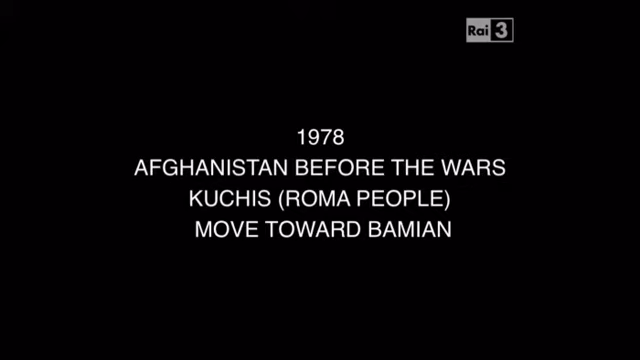 Rai 3
1978
AFGHANISTAN BEFORE THE WARS
KUCHIS (ROMA PEOPLE)
MOVE TOWARD BAMIAN